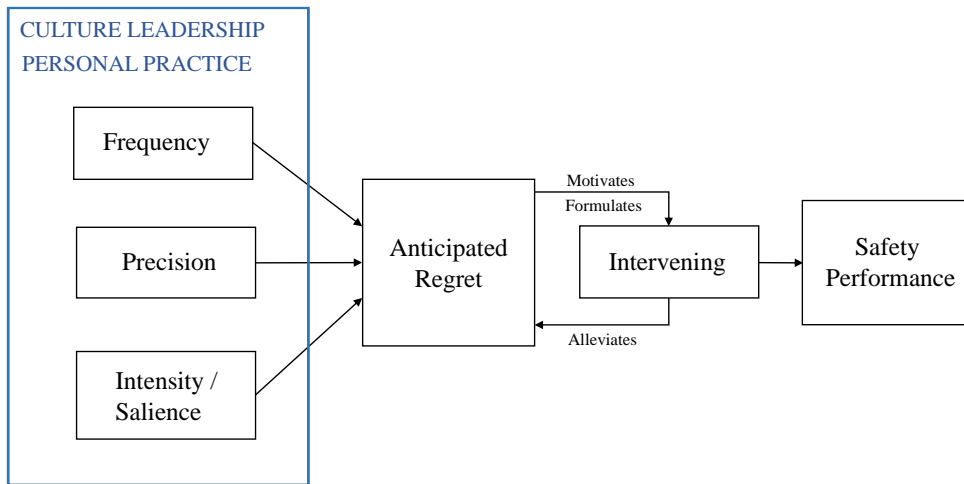 CULTURE LEADERSHIP
PERSONAL PRACTICE
Frequency
Precision
Intensity /
Salience
Anticipated
Regret
Motivates
Formulates
Intervening
Alleviates
Safety
Performance